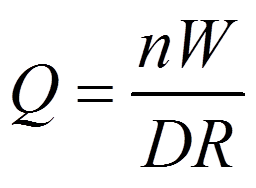 Q = nW / DR